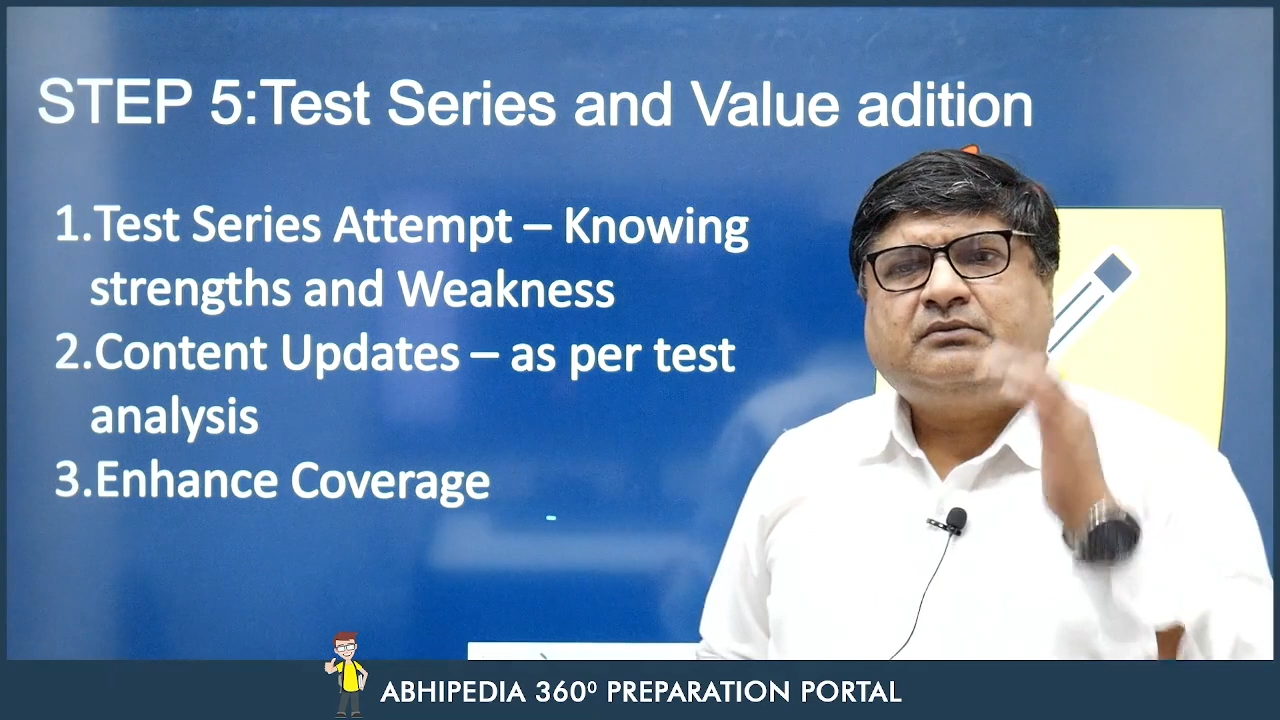 STEP 5:Test Series and Value adition
1.Test Series Attempt – Knowing
strengths and Weakness
2.Content Updates – as per test
analysis
3.Enhance Coverage
ABHIPEDIA 360⁰ PREPARATION PORTAL